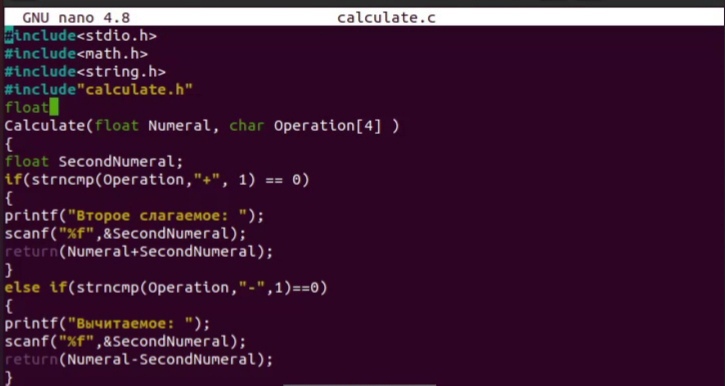 GNU nano 4.8 calculate.c
#include<stdio.h>
#include<math.h>
#include<string.h>
#include"calculate.h"
float
Calculate(float Numeral, char Operation[4] )
{
float SecondNumeral;
if(strncmp(Operation,"+", 1) == 0)
{
printf("Второе слагаемое: ");
scanf("%f",&SecondNumeral);
return(Numeral+SecondNumeral);
}
else if(strncmp(Operation,"-",1)==0)
{
printf("Вычитаемое: ");
scanf("%f",&SecondNumeral);
return(Numeral-SecondNumeral);
}